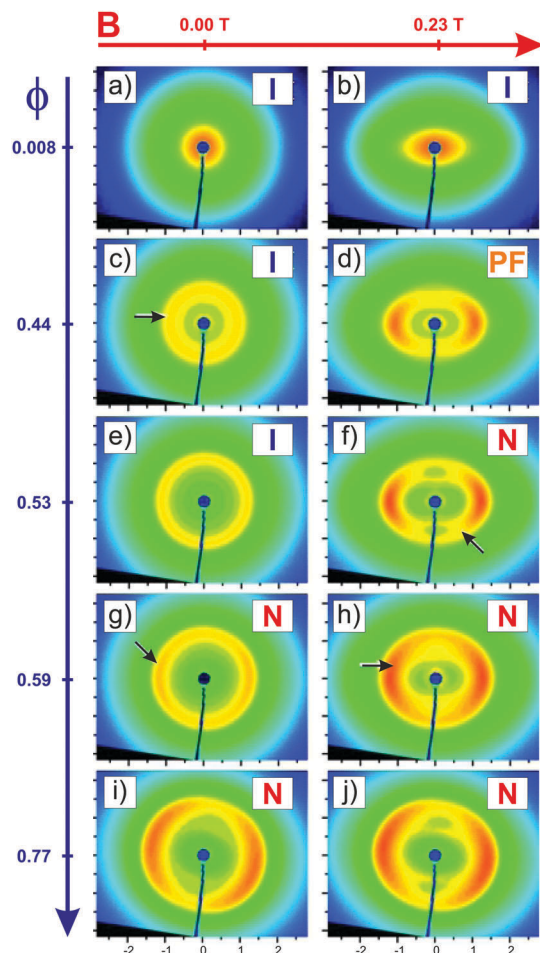 B 0.00 T 0.23 T
ϕ
a) I b) I
0.008
c) I d) PF
0.44
e) I f) N
0.53
g) N h) N
0.59
i) N j) N
0.77
-2 -1 0 1 2 -2 -1 0 1 2